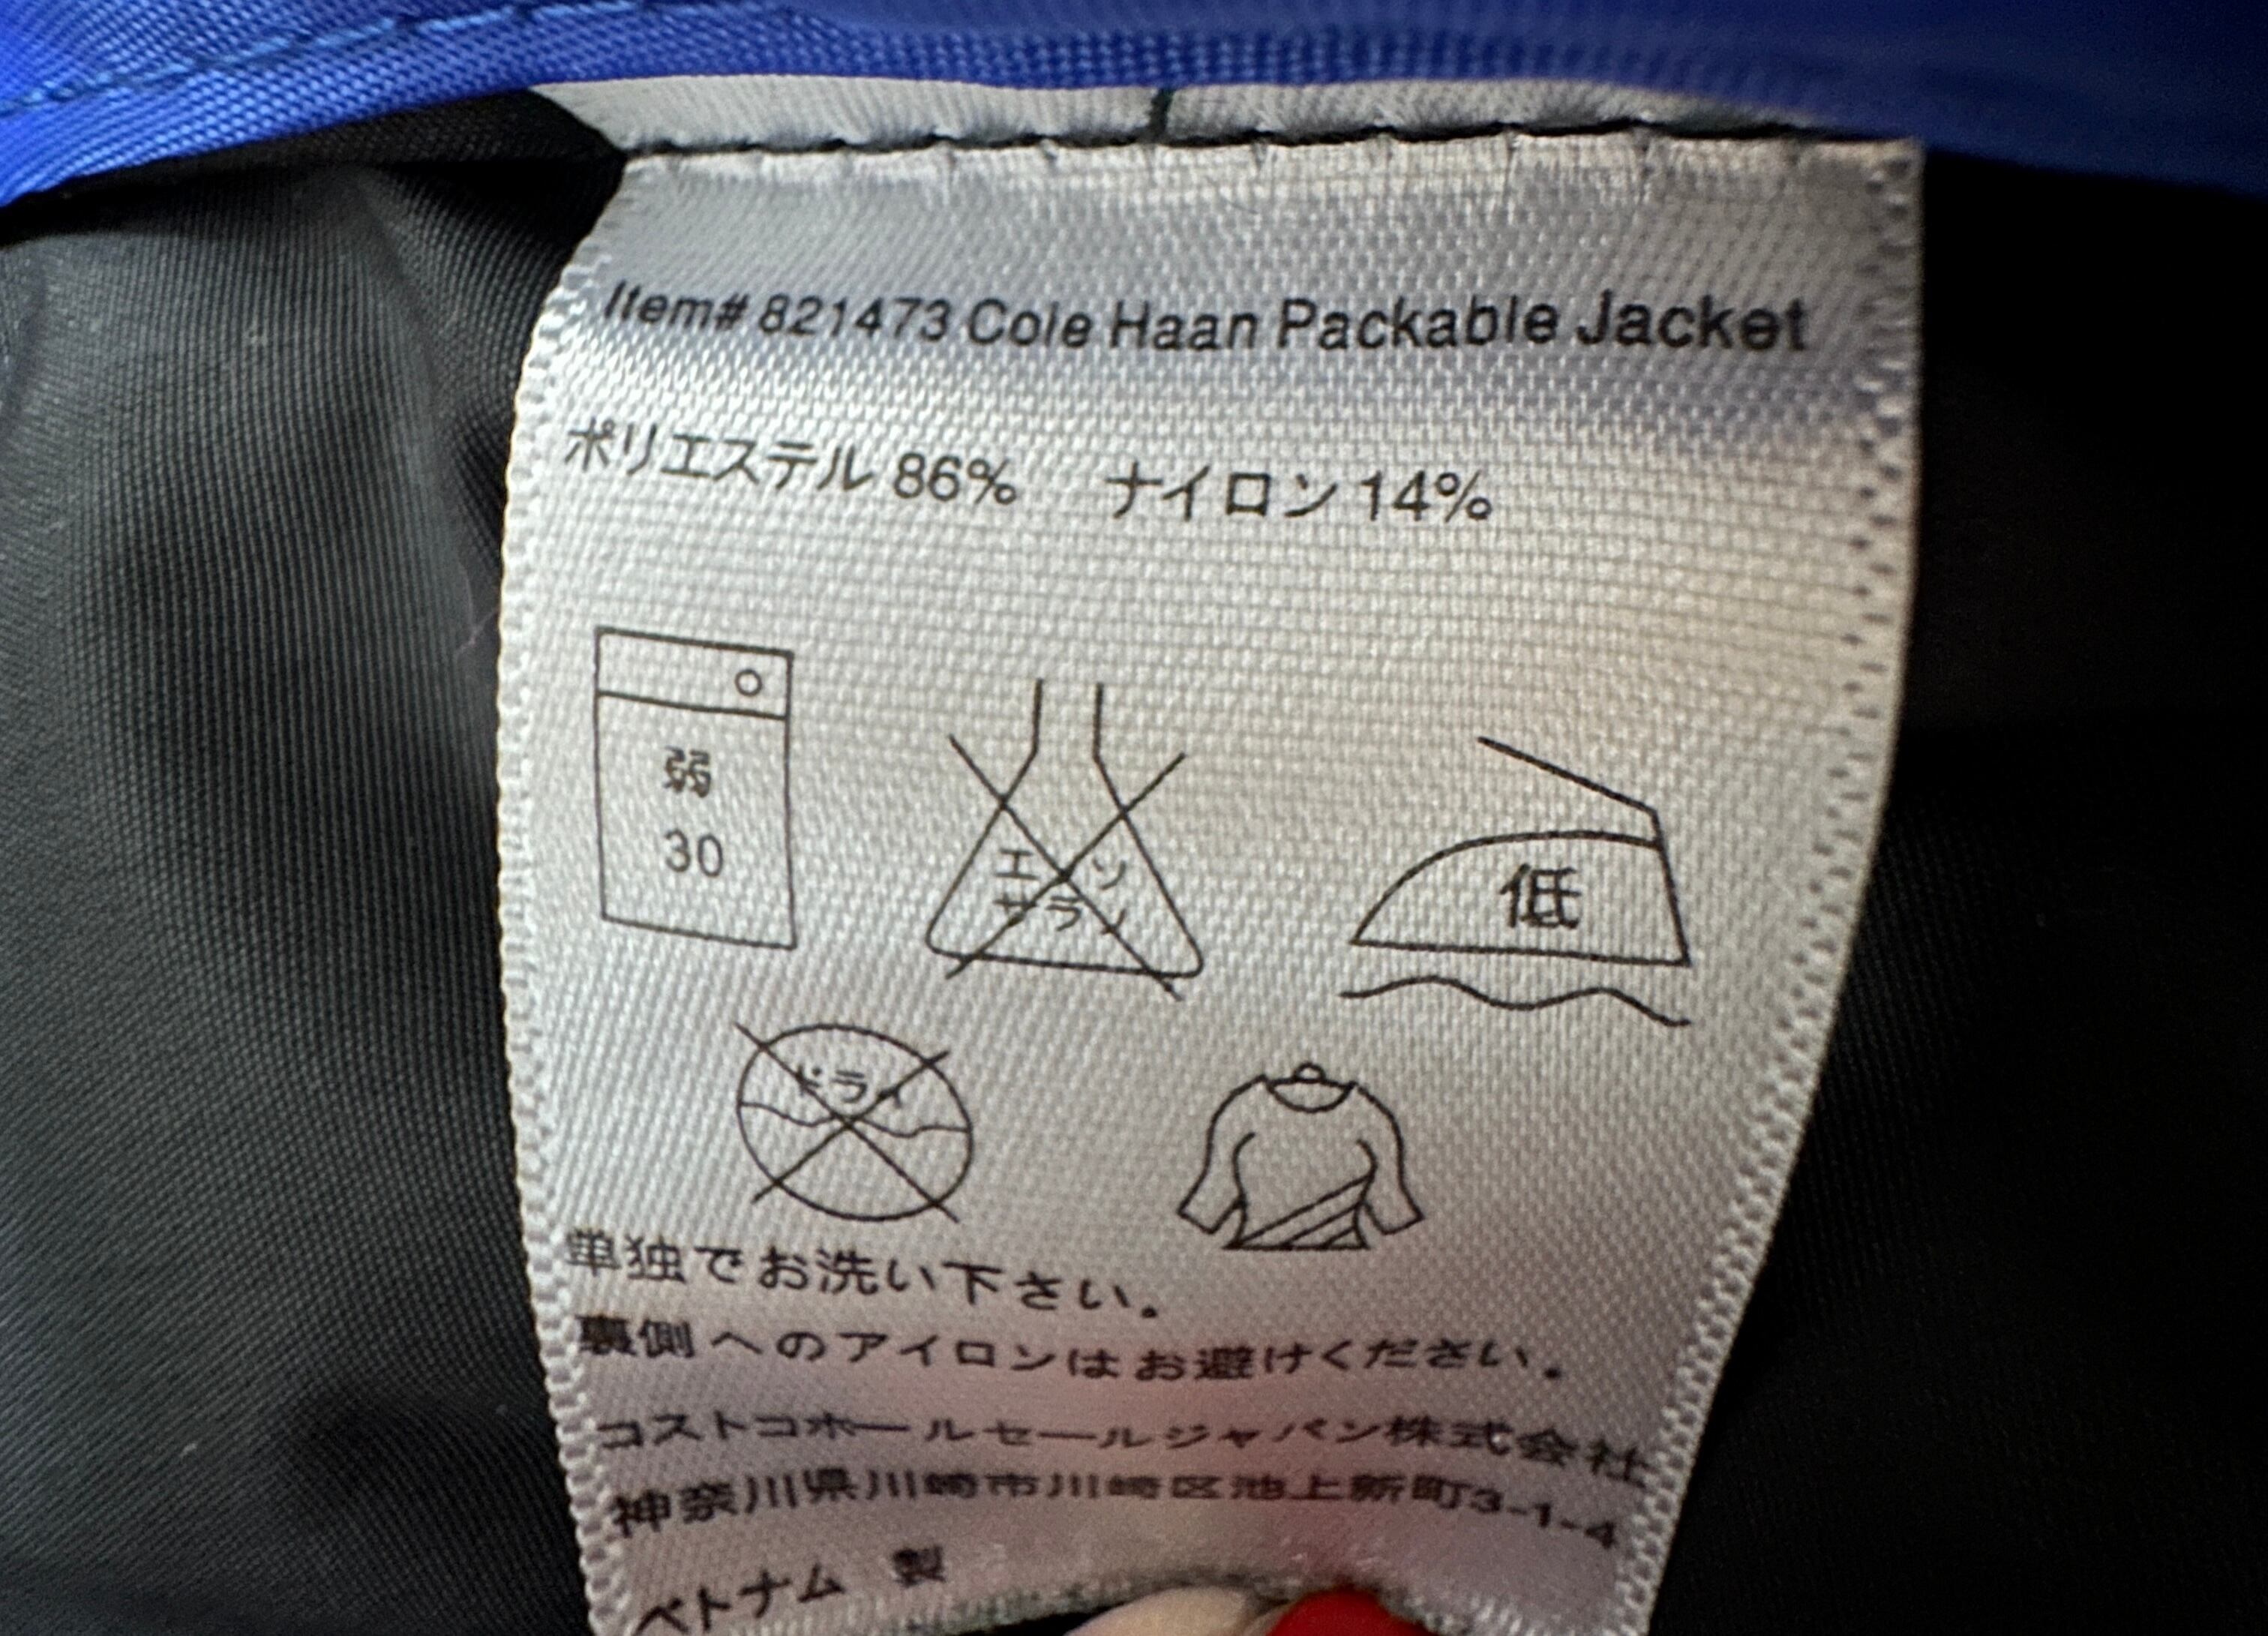 Item# 821473 Cole Haan Packable Jacket
ポリエステル 86% ナイロン 14%
弱
30
エンソ
サラシ
低
ドライ
単独でお洗い下さい。
裏側へのアイロンはお避けください。
コストコホールセールジャパン株式会社
神奈川県川崎市川崎区池上新町3-1-4
ベトナム 製